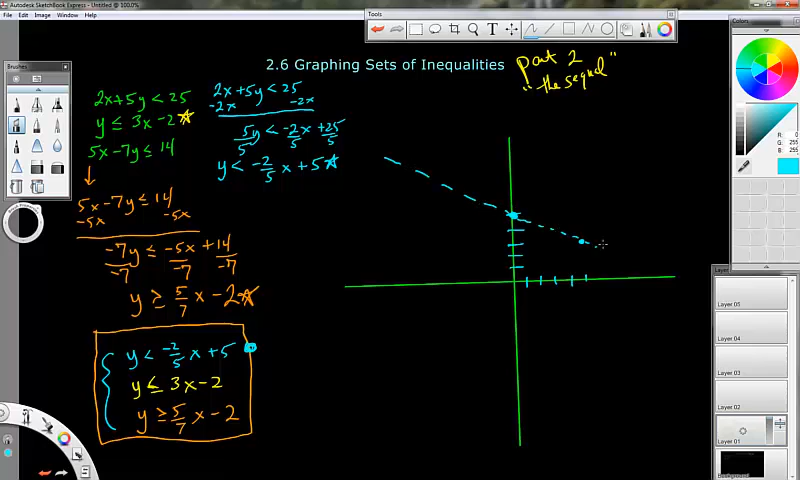 Autodesk SketchBook Express - Untitled @ 100.0%
File Edit Image Window Help
Tools
Brushes
Brush Properties
Colors
2.6 Graphing Sets of Inequalities
part 2
"the sequel"
2x+5y<25
y ≤ 3x-2
5x-7y≤14
5x-7y≤14
-5x -5x
-7y ≤ -5x + 14
-7 -7 -7
y ≥ 5/7 x - 2
2x+5y<25
-2x -2x
5y < -2x + 25
5 5 5
y < -2/5 x + 5
y < -2/5 x + 5
y ≤ 3x - 2
y ≥ 5/7 x - 2
R: 0
G: 255
B: 255
Layer
Layer 05
Layer 04
Layer 03
Layer 02
Layer 01
Background